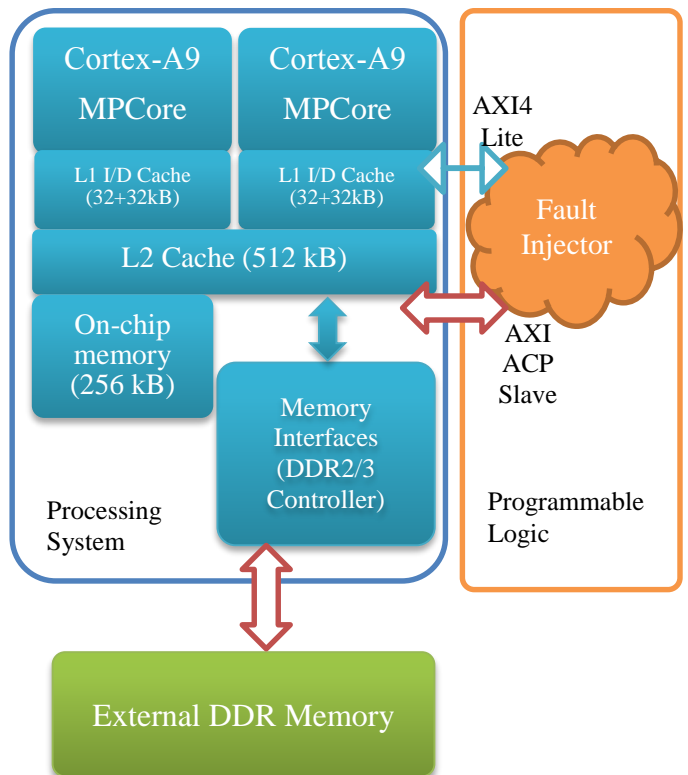 Cortex-A9
MPCore
Cortex-A9
MPCore
L1 I/D Cache
(32+32kB)
L1 I/D Cache
(32+32kB)
L2 Cache (512 kB)
On-chip
memory
(256 kB)
Memory
Interfaces
(DDR2/3
Controller)
Processing
System
AXI4
Lite
Fault
Injector
AXI
ACP
Slave
Programmable
Logic
External DDR Memory